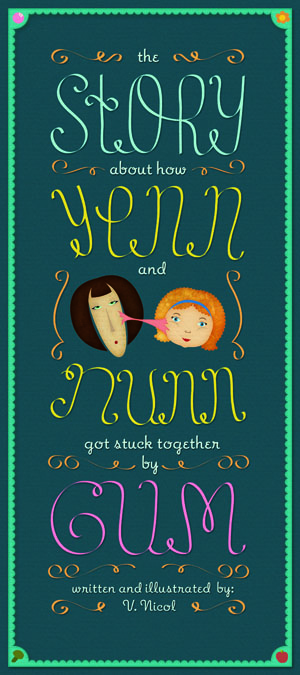 the
STORY
about how
YENN
and
NUNN
got stuck together
by
GUM
written and illustrated by:
V. Nicol